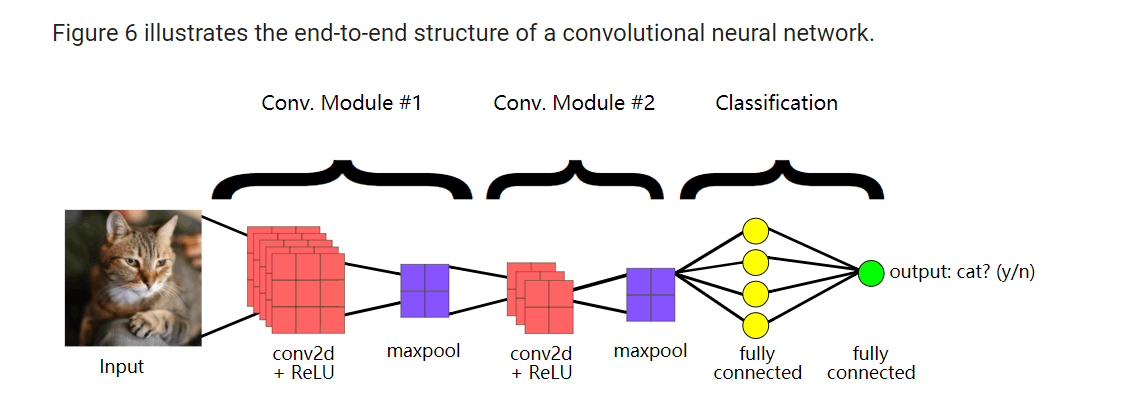 Figure 6 illustrates the end-to-end structure of a convolutional neural network.
Conv. Module #1
Conv. Module #2
Classification
output: cat? (y/n)
Input
conv2d
+ ReLU
maxpool
conv2d
+ ReLU
maxpool
fully
connected
fully
connected